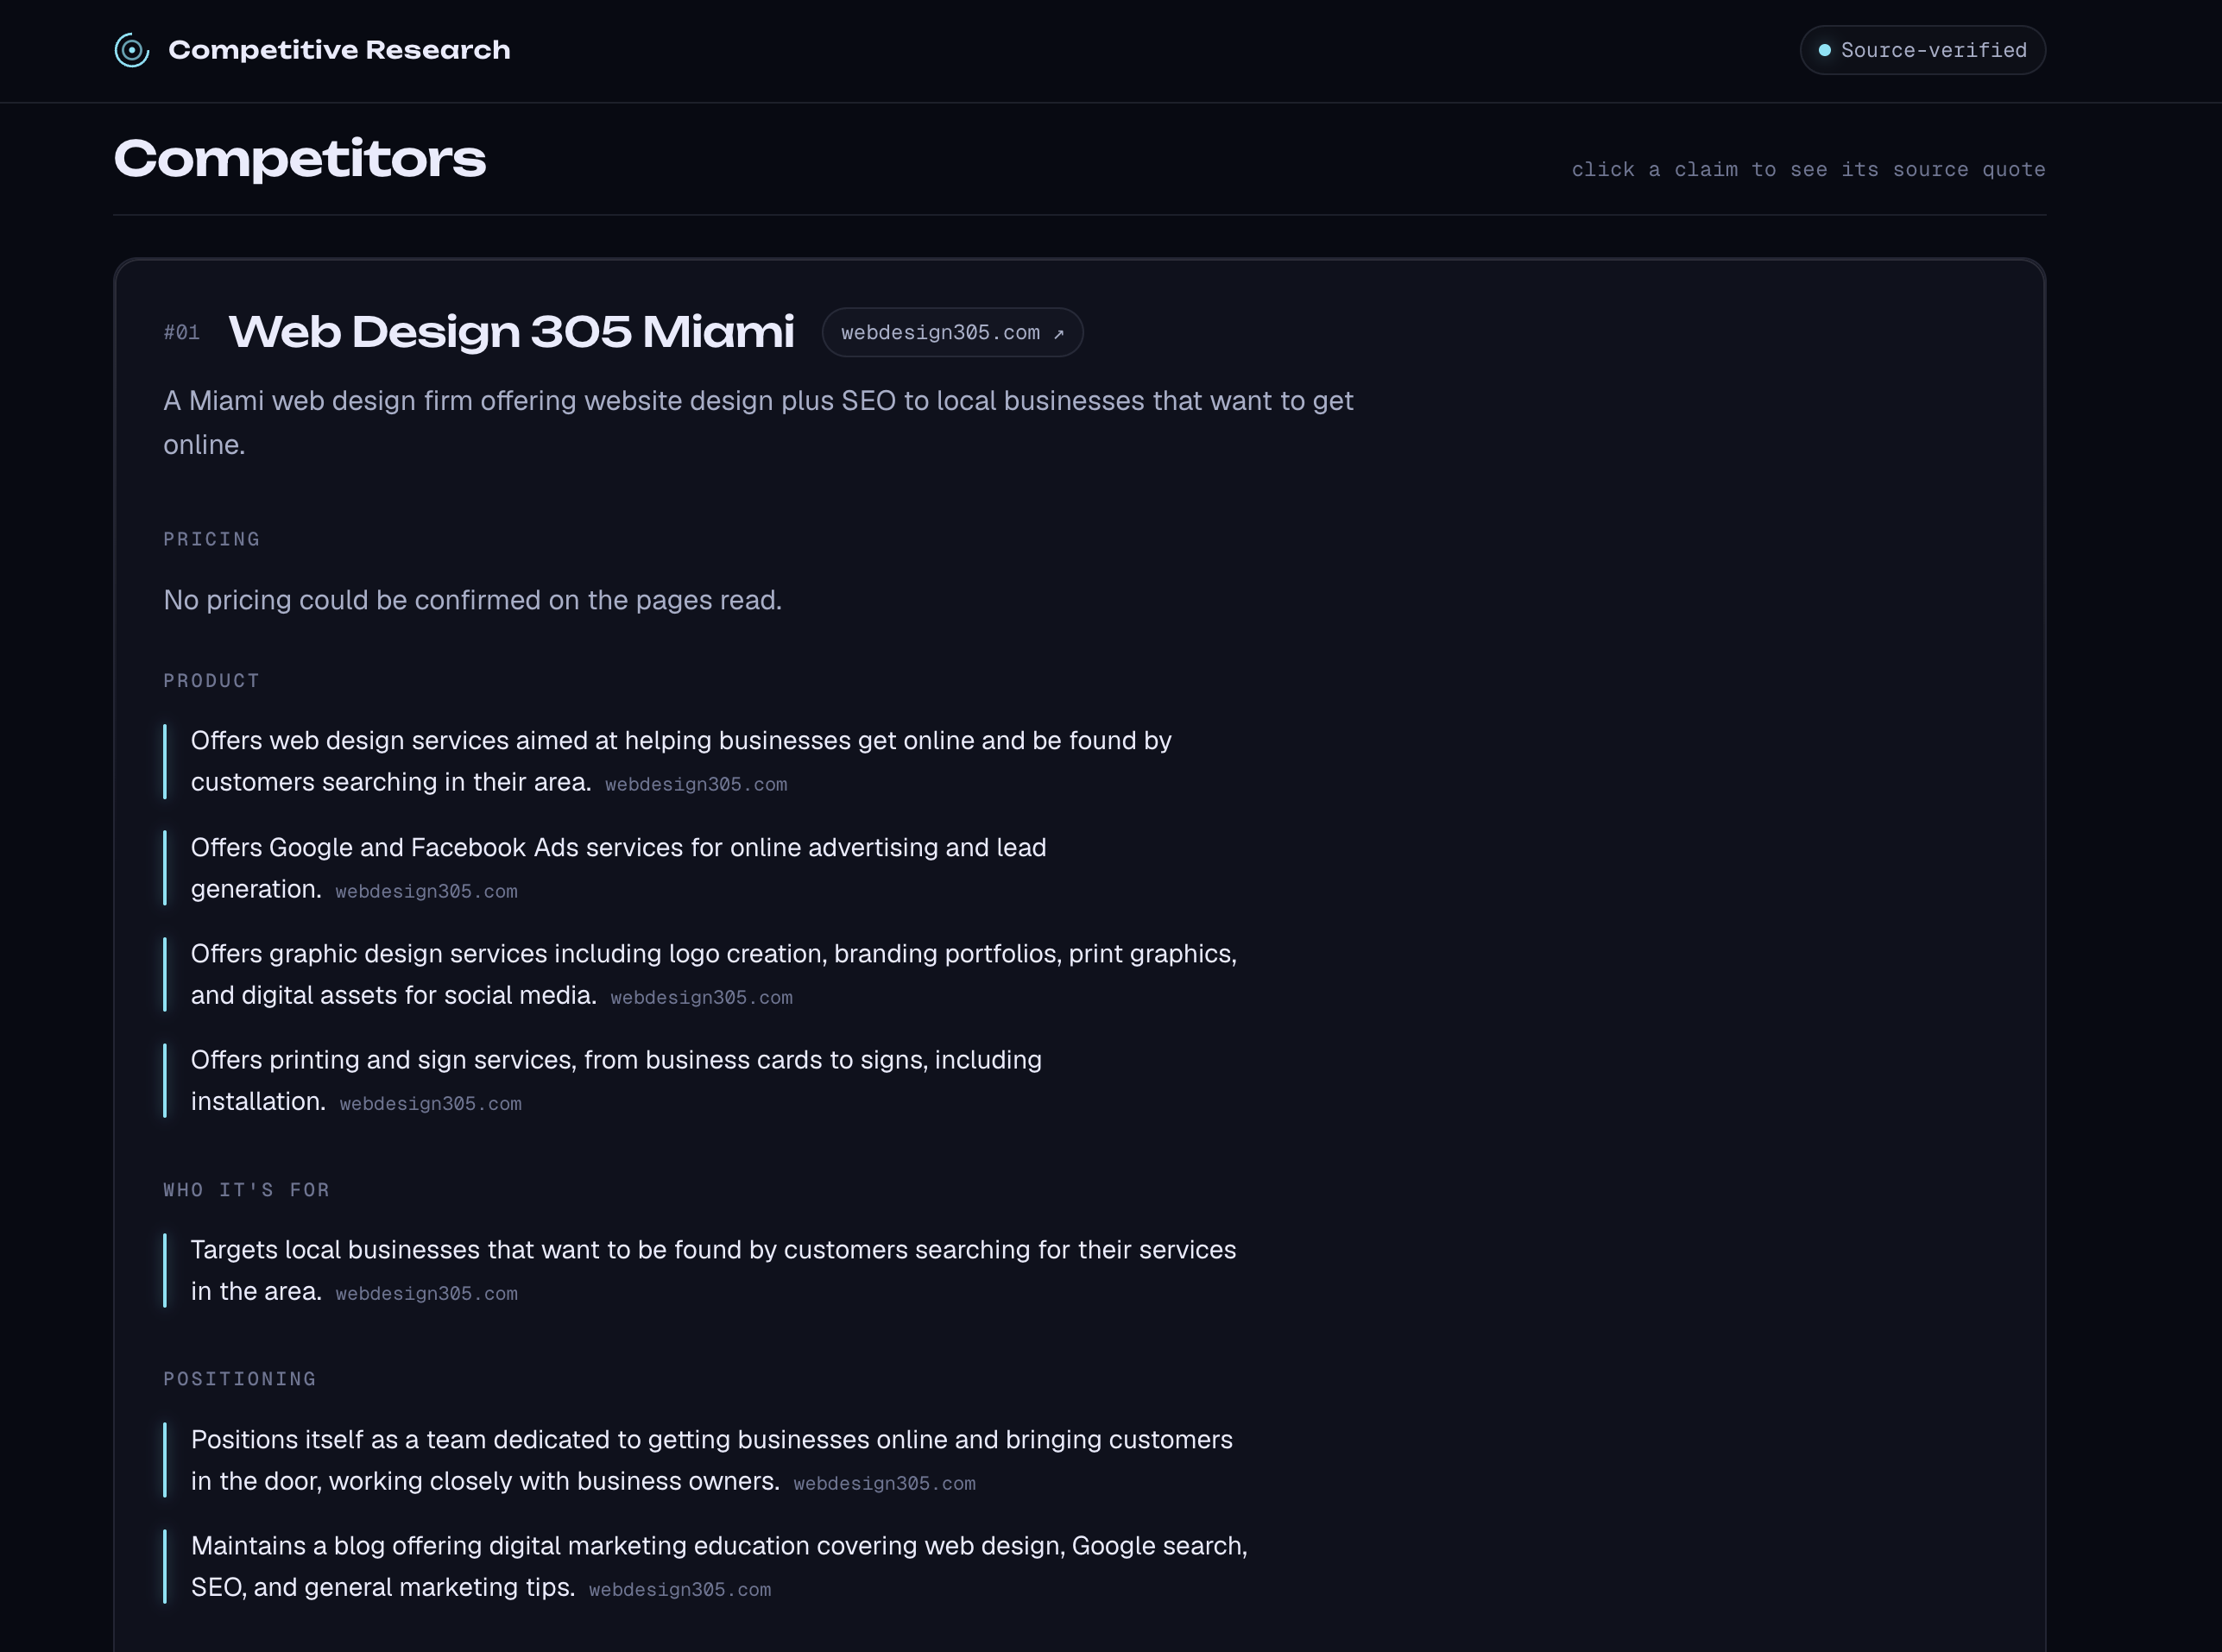 Competitive Research
Source-verified
Competitors
click a claim to see its source quote
#01 Web Design 305 Miami webdesign305.com ↗
A Miami web design firm offering website design plus SEO to local businesses that want to get
online.
PRICING
No pricing could be confirmed on the pages read.
PRODUCT
Offers web design services aimed at helping businesses get online and be found by
customers searching in their area. webdesign305.com
Offers Google and Facebook Ads services for online advertising and lead
generation. webdesign305.com
Offers graphic design services including logo creation, branding portfolios, print graphics,
and digital assets for social media. webdesign305.com
Offers printing and sign services, from business cards to signs, including
installation. webdesign305.com
WHO IT'S FOR
Targets local businesses that want to be found by customers searching for their services
in the area. webdesign305.com
POSITIONING
Positions itself as a team dedicated to getting businesses online and bringing customers
in the door, working closely with business owners. webdesign305.com
Maintains a blog offering digital marketing education covering web design, Google search,
SEO, and general marketing tips. webdesign305.com